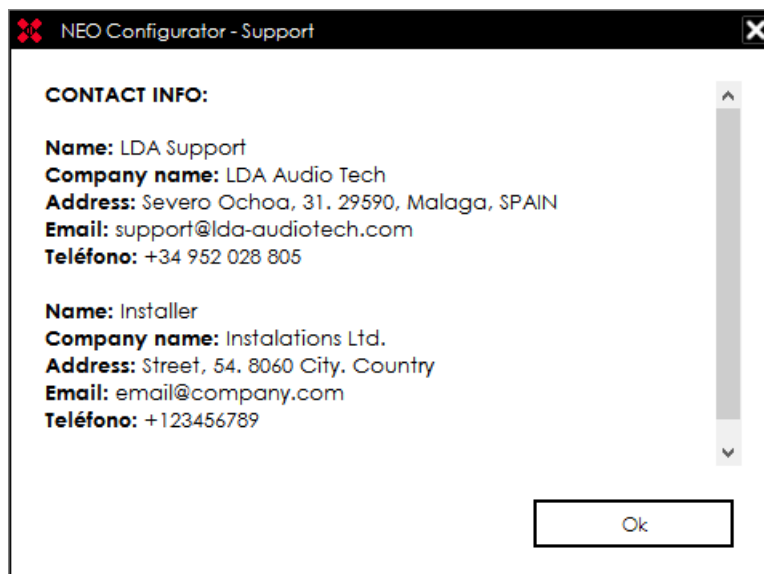 NEO Configurator - Support
CONTACT INFO:
Name: LDA Support
Company name: LDA Audio Tech
Address: Severo Ochoa, 31. 29590, Malaga, SPAIN
Email: support@lda-audiotech.com
Teléfono: +34 952 028 805
Name: Installer
Company name: Instalations Ltd.
Address: Street, 54. 8060 City. Country
Email: email@company.com
Teléfono: +123456789
Ok